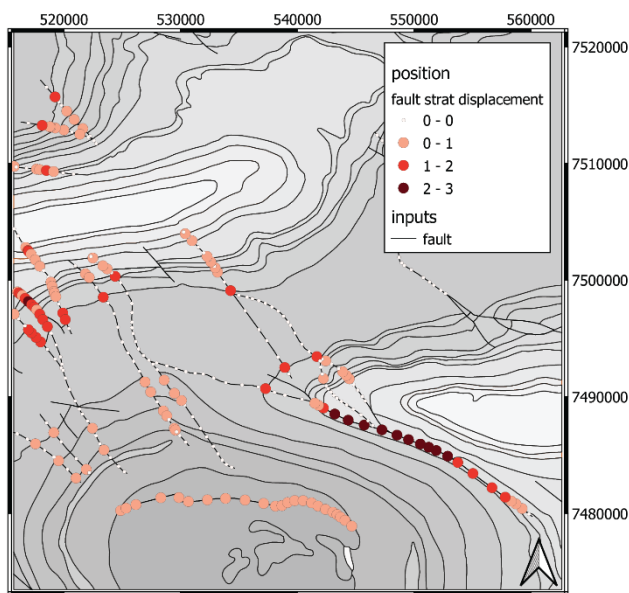 520000 530000 540000 550000 560000
7520000
position
fault strat displacement
0 - 0
0 - 1
1 - 2
2 - 3
inputs
fault
7510000
7500000
7490000
7480000